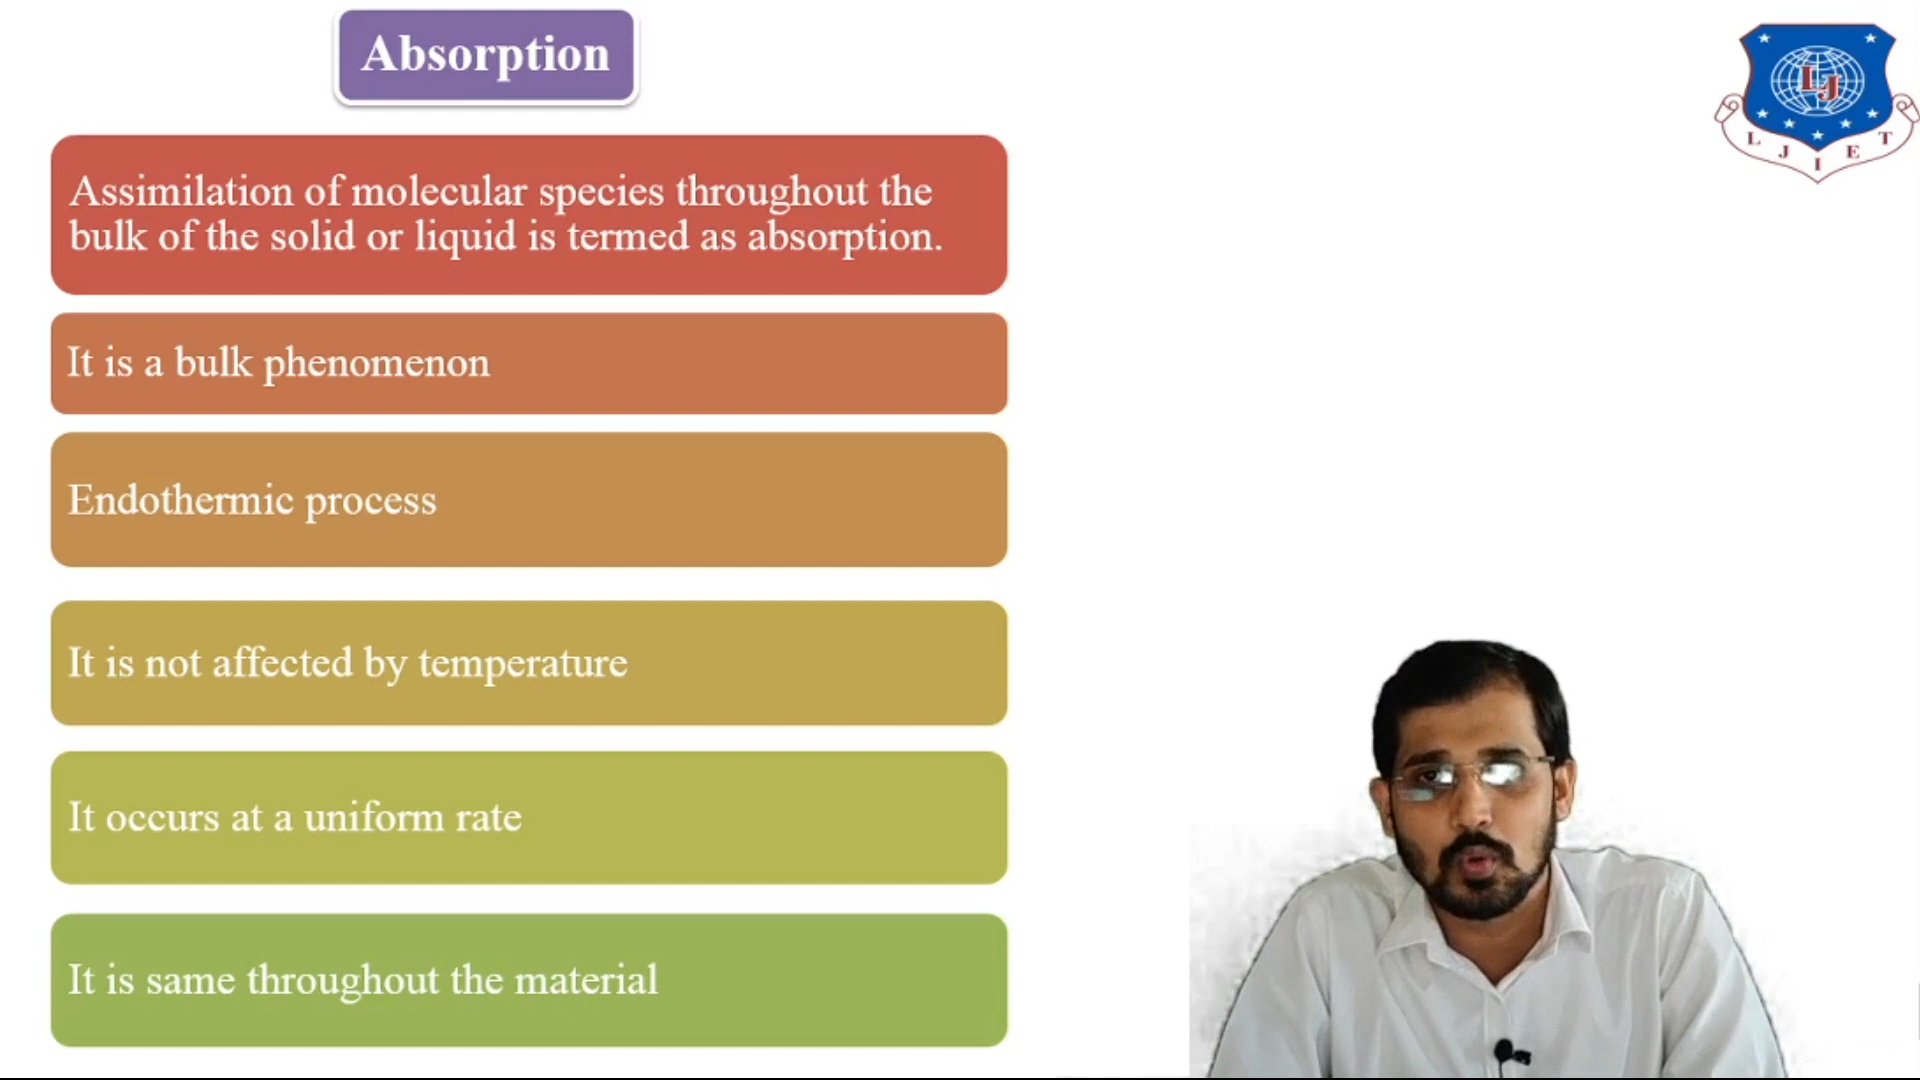 Absorption
Assimilation of molecular species throughout the
bulk of the solid or liquid is termed as absorption.
It is a bulk phenomenon
Endothermic process
It is not affected by temperature
It occurs at a uniform rate
It is same throughout the material
LJ
L J I E T